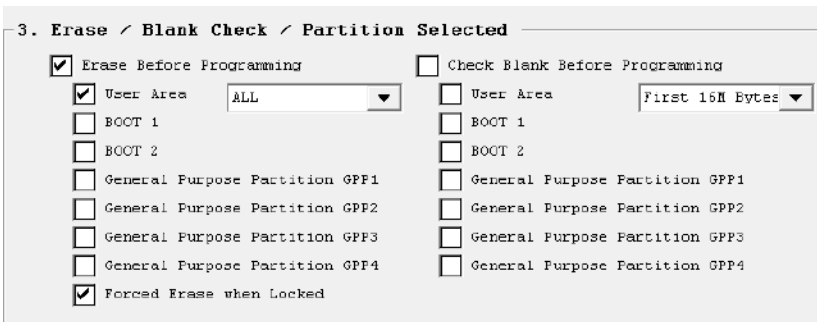 3. Erase / Blank Check / Partition Selected
Erase Before Programming
User Area ALL
BOOT 1
BOOT 2
General Purpose Partition GPP1
General Purpose Partition GPP2
General Purpose Partition GPP3
General Purpose Partition GPP4
Forced Erase when Locked
Check Blank Before Programming
User Area First 16M Bytes
BOOT 1
BOOT 2
General Purpose Partition GPP1
General Purpose Partition GPP2
General Purpose Partition GPP3
General Purpose Partition GPP4